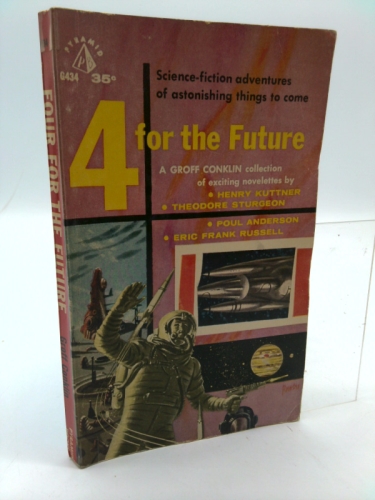 PYRAMID
G434 35¢
Science-fiction adventures
of astonishing things to come
4 for the Future
A GROFF CONKLIN collection
of exciting novelettes by
• HENRY KUTTNER
• THEODORE STURGEON
• POUL ANDERSON
• ERIC FRANK RUSSELL
FOUR FOR THE FUTURE